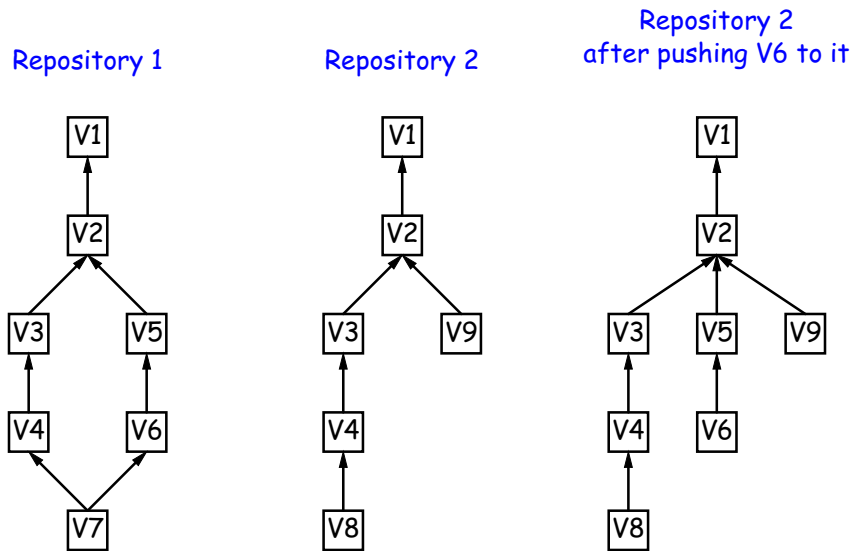 Repository 1
V1
V2
V3
V5
V4
V6
V7
Repository 2
V1
V2
V3
V9
V4
V8
Repository 2
after pushing V6 to it
V1
V2
V3
V5
V9
V4
V6
V8